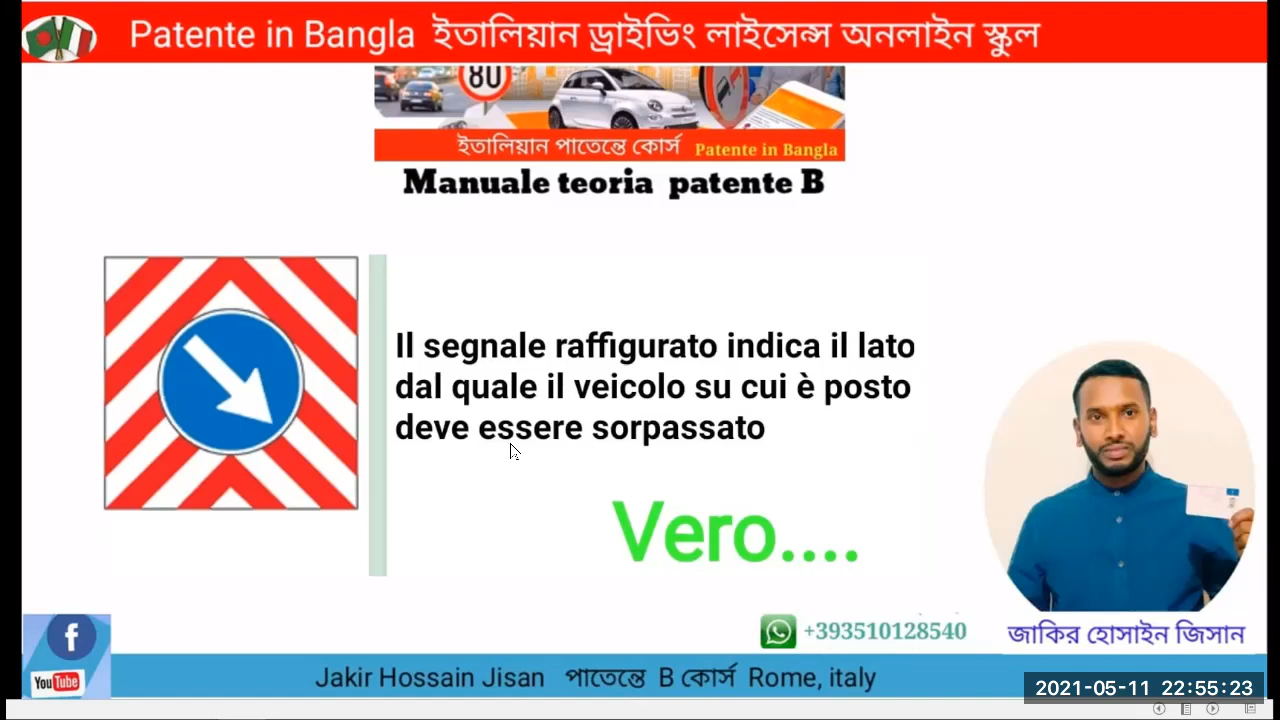 Patente in Bangla ইতালিয়ান ড্রাইভিং লাইসেন্স অনলাইন স্কুল
80
ইতালিয়ান পাতেন্তে কোর্স Patente in Bangla
Manuale teoria patente B
Il segnale raffigurato indica il lato
dal quale il veicolo su cui è posto
deve essere sorpassato
Vero....
f
+393510128540
জাকির হোসাইন জিসান
YouTube
Jakir Hossain Jisan পাতেন্তে B কোর্স Rome, italy
2021-05-11 22:55:23